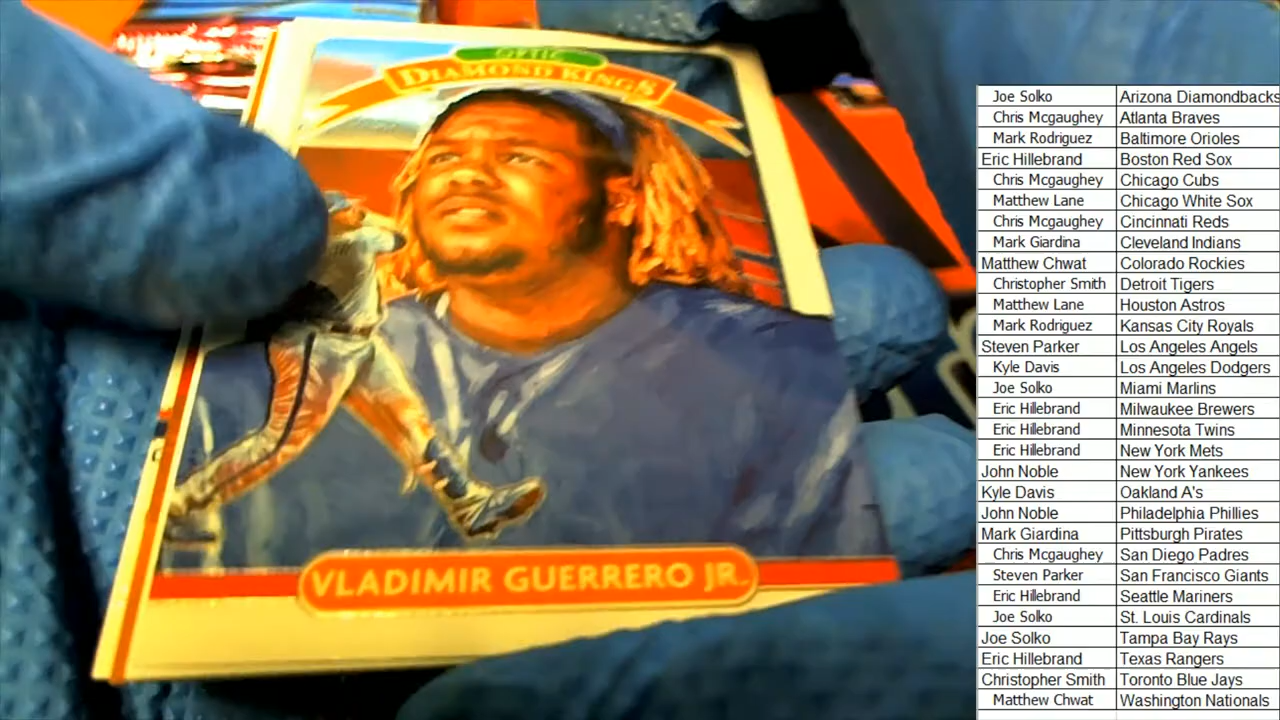 OPTIC
DIAMOND KINGS
VLADIMIR GUERRERO JR.
Joe Solko Arizona Diamondbacks
Chris Mcgaughey Atlanta Braves
Mark Rodriguez Baltimore Orioles
Eric Hillebrand Boston Red Sox
Chris Mcgaughey Chicago Cubs
Matthew Lane Chicago White Sox
Chris Mcgaughey Cincinnati Reds
Mark Giardina Cleveland Indians
Matthew Chwat Colorado Rockies
Christopher Smith Detroit Tigers
Matthew Lane Houston Astros
Mark Rodriguez Kansas City Royals
Steven Parker Los Angeles Angels
Kyle Davis Los Angeles Dodgers
Joe Solko Miami Marlins
Eric Hillebrand Milwaukee Brewers
Eric Hillebrand Minnesota Twins
Eric Hillebrand New York Mets
John Noble New York Yankees
Kyle Davis Oakland A's
John Noble Philadelphia Phillies
Mark Giardina Pittsburgh Pirates
Chris Mcgaughey San Diego Padres
Steven Parker San Francisco Giants
Eric Hillebrand Seattle Mariners
Joe Solko St. Louis Cardinals
Joe Solko Tampa Bay Rays
Eric Hillebrand Texas Rangers
Christopher Smith Toronto Blue Jays
Matthew Chwat Washington Nationals